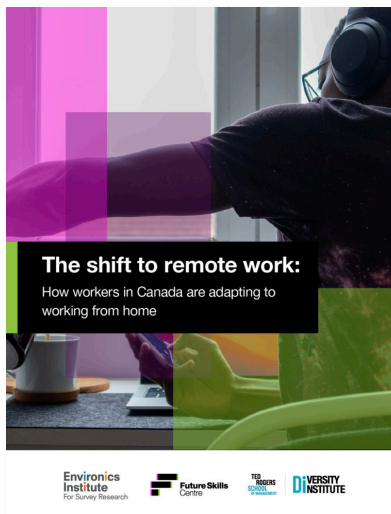 The shift to remote work:
How workers in Canada are adapting to
working from home
Environics
Institute
For Survey Research
Future Skills
Centre
TED
ROGERS
SCHOOL
OF MANAGEMENT
DiVERSITY
iNSTITUTE